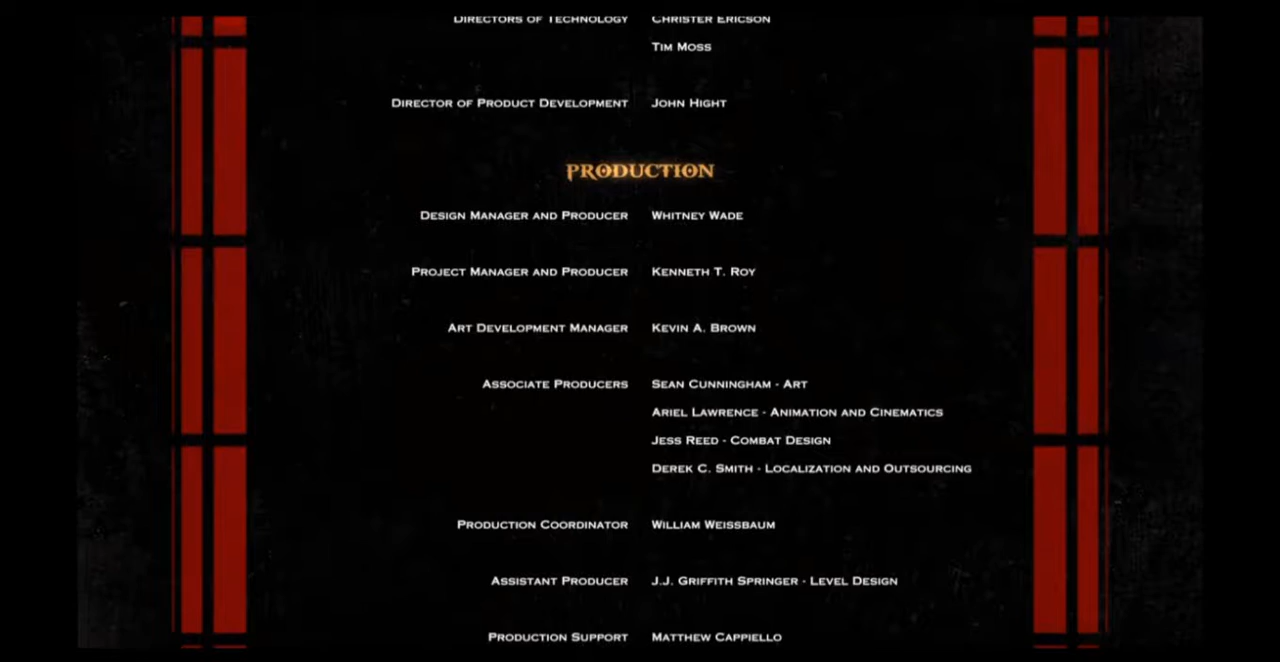 Directors of Technology Christer Ericson
Tim Moss
Director of Product Development John Hight
PRODUCTION
Design Manager and Producer Whitney Wade
Project Manager and Producer Kenneth T. Roy
Art Development Manager Kevin A. Brown
Associate Producers Sean Cunningham - Art
Ariel Lawrence - Animation and Cinematics
Jess Reed - Combat Design
Derek C. Smith - Localization and Outsourcing
Production Coordinator William Weissbaum
Assistant Producer J.J. Griffith Springer - Level Design
Production Support Matthew Cappiello